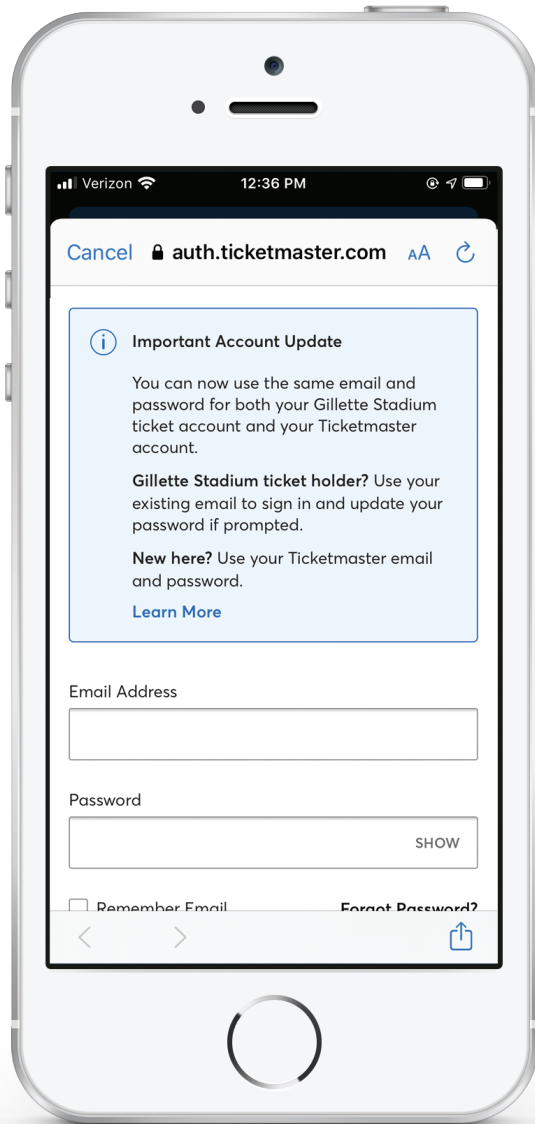 Verizon 12:36 PM
Cancel auth.ticketmaster.com AA
Important Account Update
You can now use the same email and
password for both your Gillette Stadium
ticket account and your Ticketmaster
account.
Gillette Stadium ticket holder? Use your
existing email to sign in and update your
password if prompted.
New here? Use your Ticketmaster email
and password.
Learn More
Email Address
Password
SHOW
Remember Email Forgot Password?